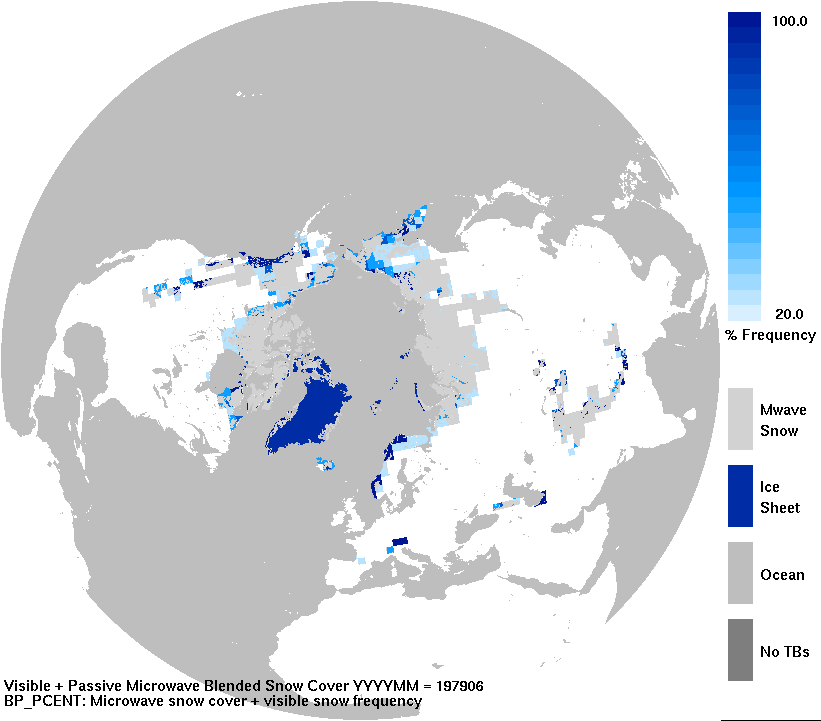 100.0
20.0
% Frequency
Mwave
Snow
Ice
Sheet
Ocean
No TBs
Visible + Passive Microwave Blended Snow Cover YYYYMM = 197906
BP_PCENT: Microwave snow cover + visible snow frequency